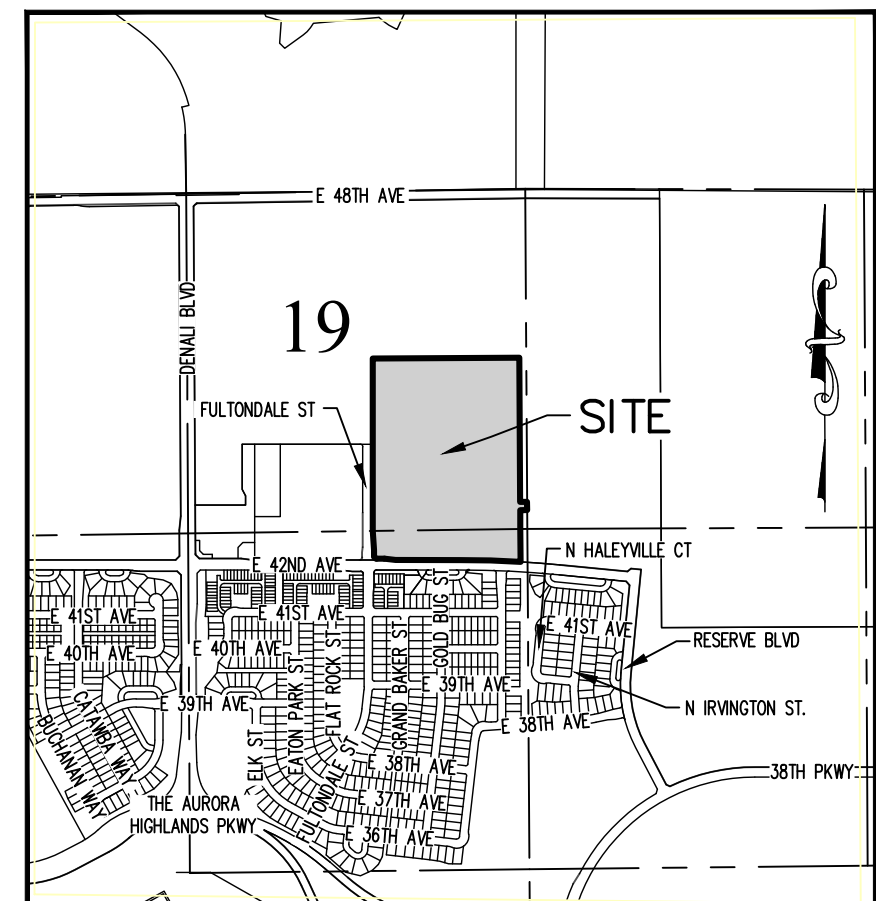 E 48TH AVE
DENALI BLVD
19
FULTONDALE ST
SITE
N HALEYVILLE CT
E 42ND AVE
E 41ST AVE
E 41ST AVE
E 41ST AVE
RESERVE BLVD
E 40TH AVE
E 40TH AVE
GOLD BUG ST
FLAT ROCK ST
GRAND BAKER ST
EATON PARK ST
E 39TH AVE
E 39TH AVE
N IRVINGTON ST.
CATAWBA WAY
BUCHANAN WAY
E 38TH AVE
ELK ST
FULTONDALE ST
E 38TH AVE
38TH PKWY
E 37TH AVE
THE AURORA
HIGHLANDS PKWY
E 36TH AVE